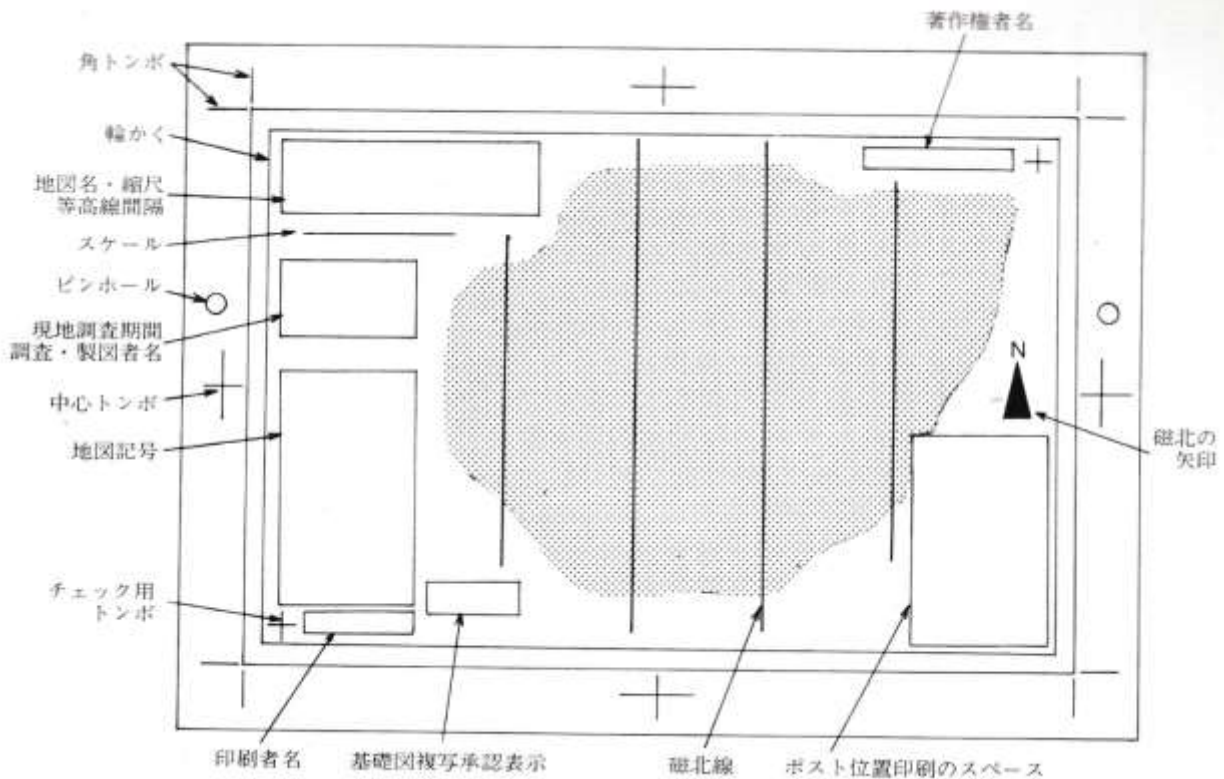 著作権者名
角トンボ
輪かく
地図名・縮尺
等高線間隔
スケール
ピンホール
現地調査期間
調査・製図者名
中心トンボ
地図記号
N
磁北の
矢印
チェック用
トンボ
印刷者名
基礎図複写承認表示
磁北線
ポスト位置印刷のスペース